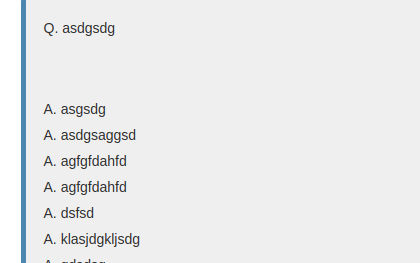 Q. asdgsdg
A. asgsdg
A. asdgsaggsd
A. agfgfdahfd
A. agfgfdahfd
A. dsfsd
A. klasjdgkljsdg